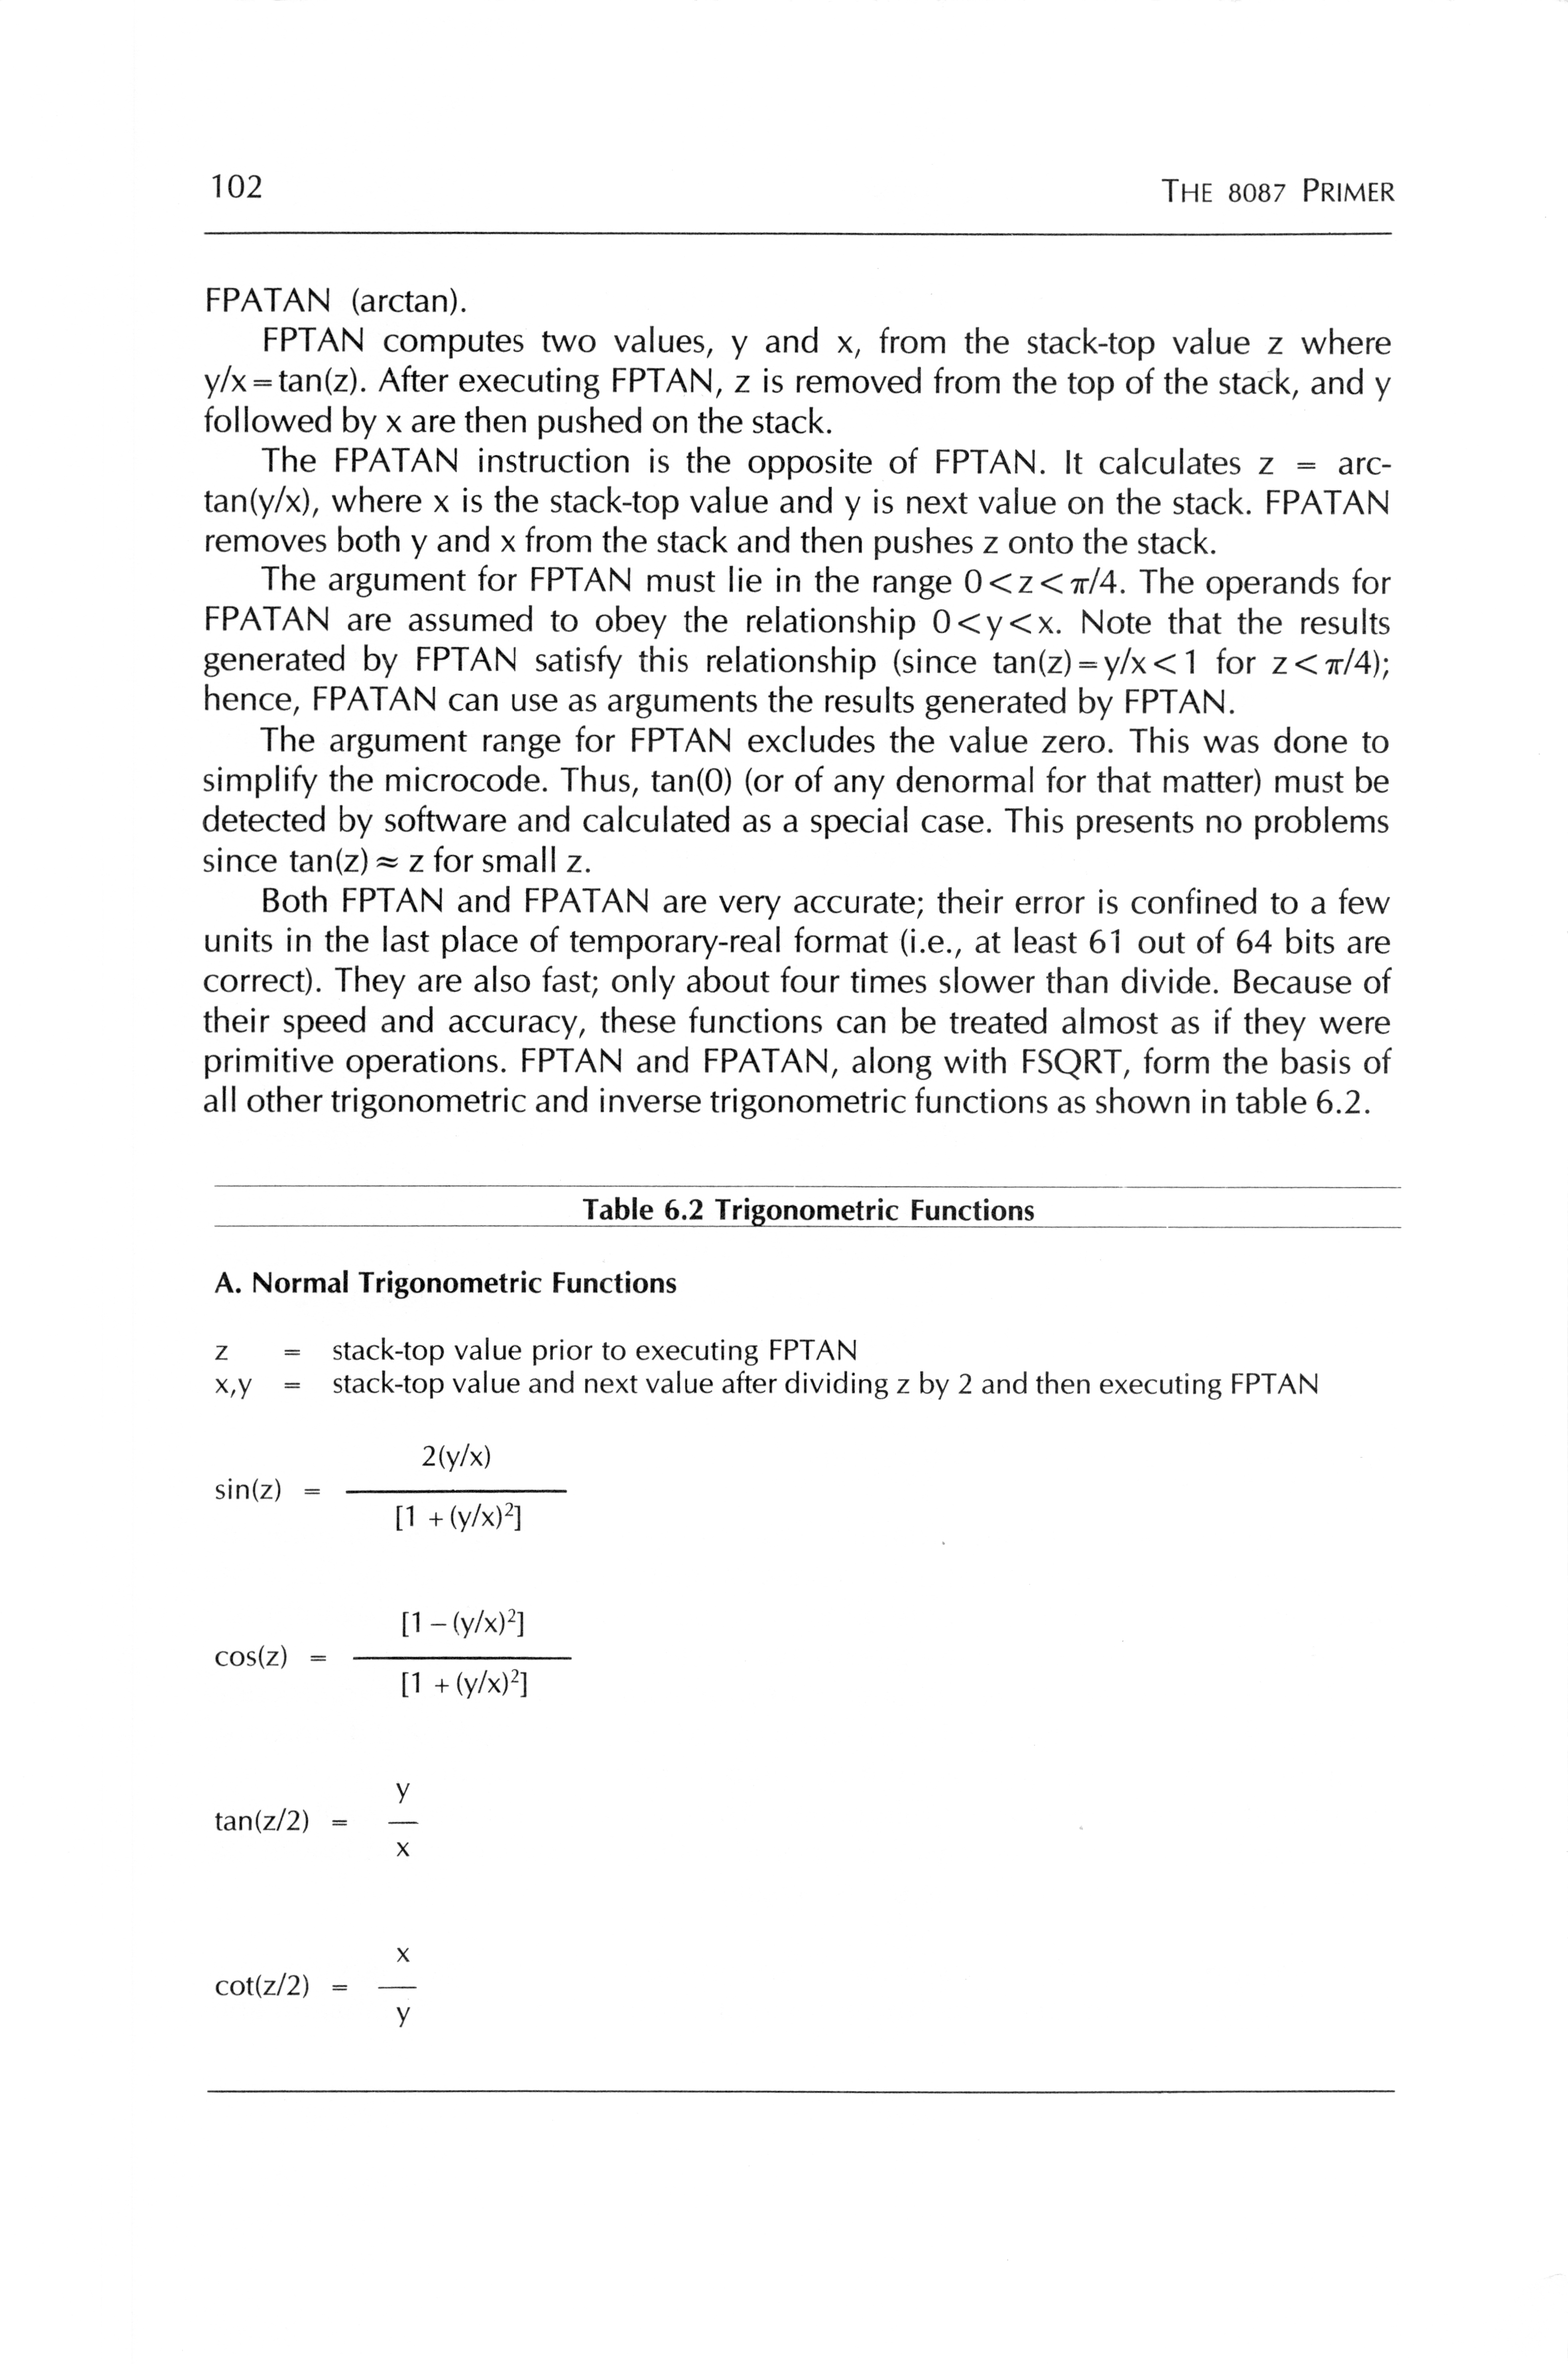 102
THE 8087 PRIMER
FPATAN (arctan).
FPTAN computes two values, y and x, from the stack-top value z where
y/x=tan(z). After executing FPTAN, z is removed from the top of the stack, and y
followed by x are then pushed on the stack.
The FPATAN instruction is the opposite of FPTAN. It calculates z = arc-
tan(y/x), where x is the stack-top value and y is next value on the stack. FPATAN
removes both y and x from the stack and then pushes z onto the stack.
The argument for FPTAN must lie in the range 0<z<π/4. The operands for
FPATAN are assumed to obey the relationship 0<y<x. Note that the results
generated by FPTAN satisfy this relationship (since tan(z)=y/x<1 for z<π/4);
hence, FPATAN can use as arguments the results generated by FPTAN.
The argument range for FPTAN excludes the value zero. This was done to
simplify the microcode. Thus, tan(0) (or of any denormal for that matter) must be
detected by software and calculated as a special case. This presents no problems
since tan(z)≈ z for small z.
Both FPTAN and FPATAN are very accurate; their error is confined to a few
units in the last place of temporary-real format (i.e., at least 61 out of 64 bits are
correct). They are also fast; only about four times slower than divide. Because of
their speed and accuracy, these functions can be treated almost as if they were
primitive operations. FPTAN and FPATAN, along with FSQRT, form the basis of
all other trigonometric and inverse trigonometric functions as shown in table 6.2.
Table 6.2 Trigonometric Functions
A. Normal Trigonometric Functions
z = stack-top value prior to executing FPTAN
x,y = stack-top value and next value after dividing z by 2 and then executing FPTAN
2(y/x)
sin(z) =
[1 +(y/x)²]
[1 –(y/x)²]
cos(z) =
[1 +(y/x)²]
y
tan(z/2) =
x
x
cot(z/2) =
y